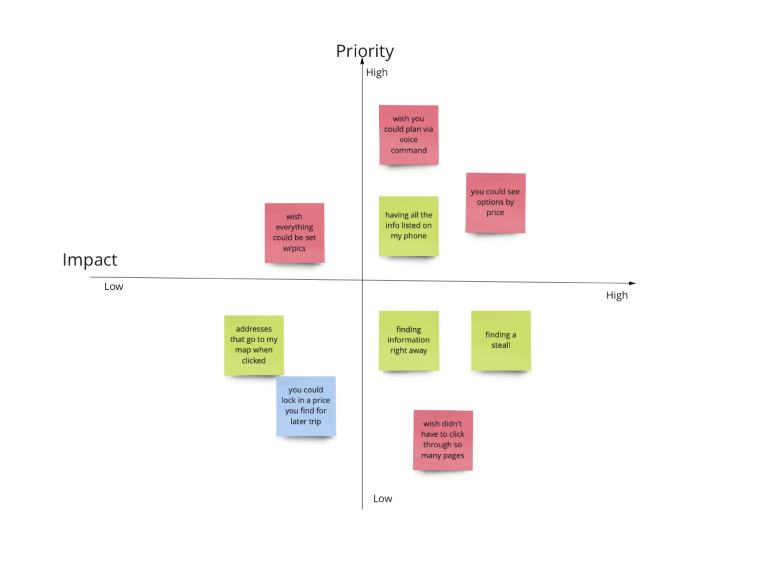 Priority
High
wish you
could plan via
voice
command
you could see
options by
price
wish
everything
could be set
w/pics
having all the
info listed on
my phone
Impact
Low
High
addresses
that go to my
map when
clicked
finding
information
right away
finding a
steal!
you could
lock in a price
you find for
later trip
wish didn't
have to click
through so
many pages
Low